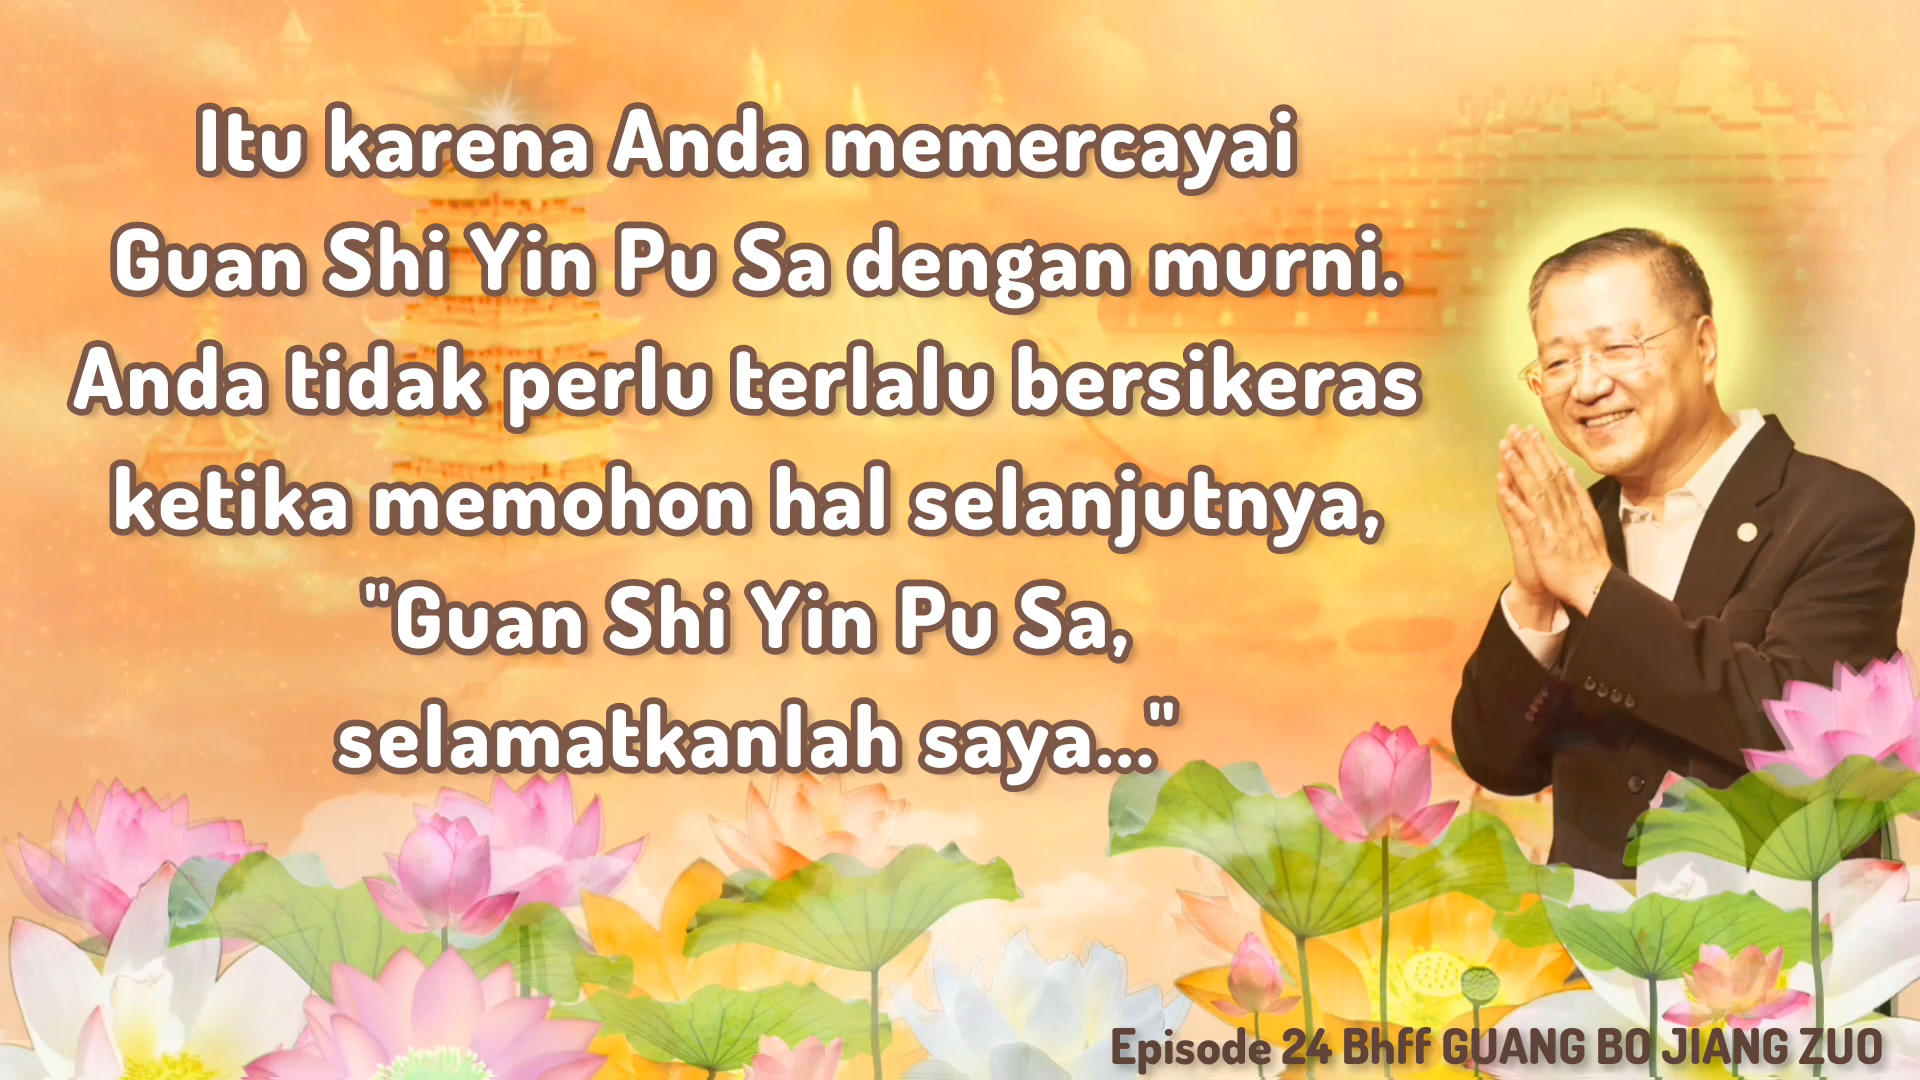 Itu karena Anda memercayai
Guan Shi Yin Pu Sa dengan murni.
Anda tidak perlu terlalu bersikeras
ketika memohon hal selanjutnya,
"Guan Shi Yin Pu Sa,
selamatkanlah saya..."
Episode 24 Bhff GUANG BO JIANG ZUO